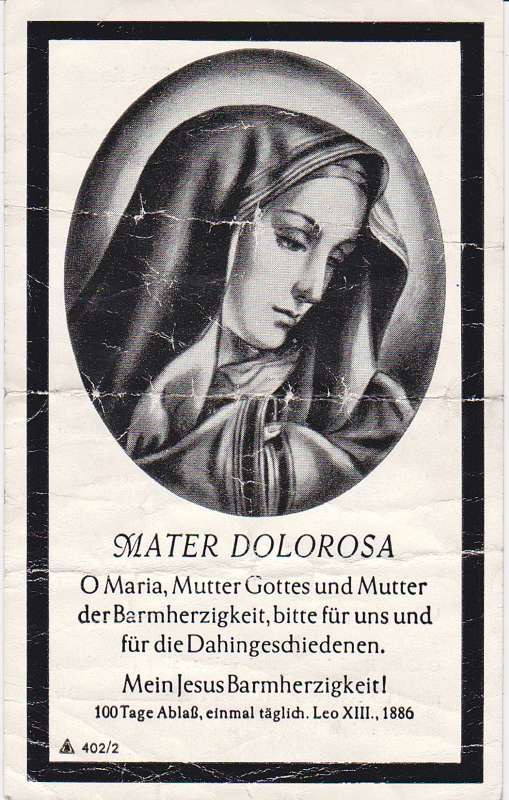 MATER DOLOROSA
O Maria, Mutter Gottes und Mutter
der Barmherzigkeit, bitte für uns und
für die Dahingeschiedenen.
Mein Jesus Barmherzigkeit!
100 Tage Ablaß, einmal täglich. Leo XIII., 1886
402/2